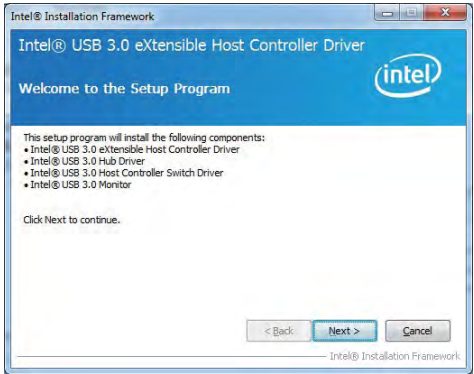 Intel® Installation Framework
Intel® USB 3.0 eXtensible Host Controller Driver
intel
Welcome to the Setup Program
This setup program will install the following components:
• Intel® USB 3.0 eXtensible Host Controller Driver
• Intel® USB 3.0 Hub Driver
• Intel® USB 3.0 Host Controller Switch Driver
• Intel® USB 3.0 Monitor
Click Next to continue.
< Back Next > Cancel
Intel® Installation Framework